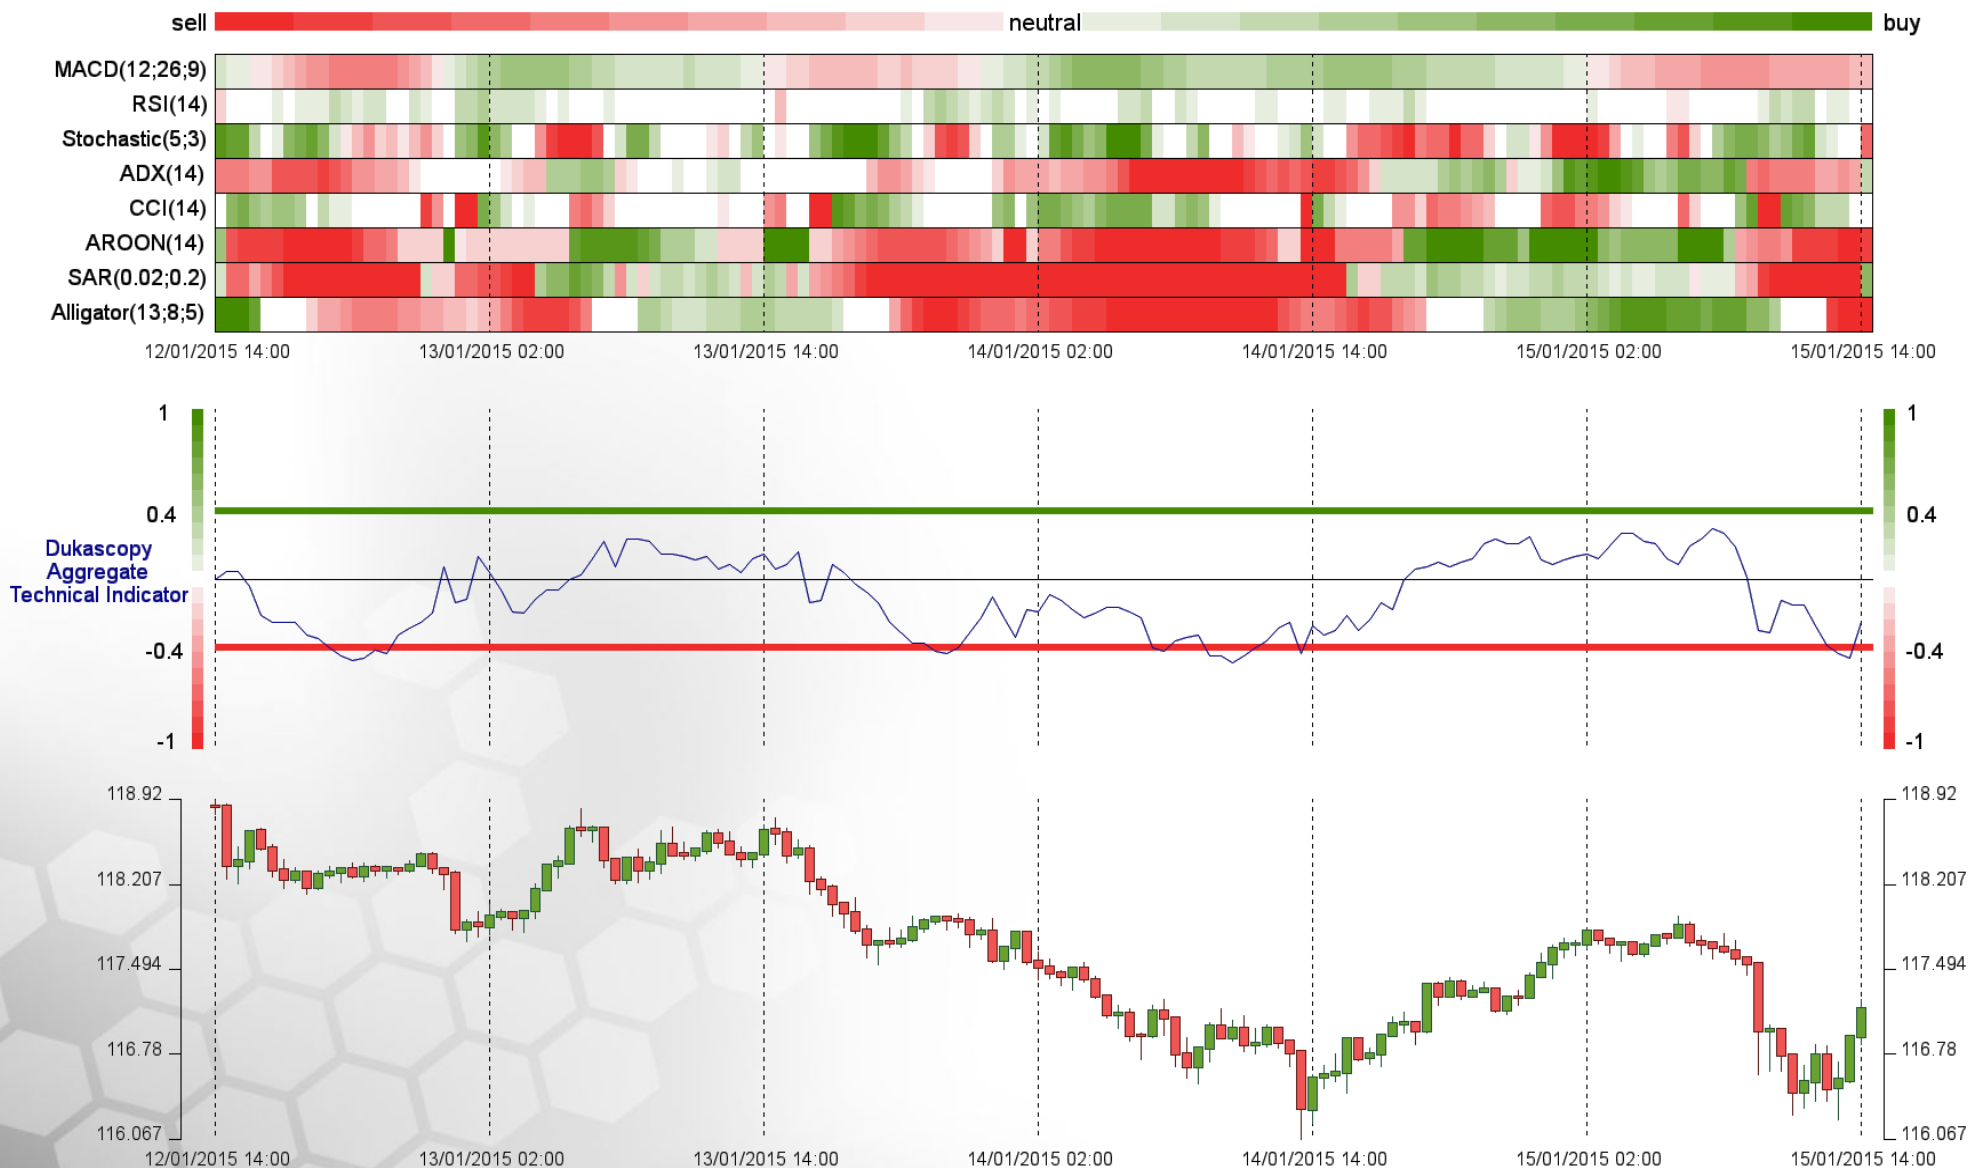 sell neutral buy
MACD(12;26;9)
RSI(14)
Stochastic(5;3)
ADX(14)
CCI(14)
AROON(14)
SAR(0.02;0.2)
Alligator(13;8;5)
12/01/2015 14:00 13/01/2015 02:00 13/01/2015 14:00 14/01/2015 02:00 14/01/2015 14:00 15/01/2015 02:00 15/01/2015 14:00
1 1
0.4 0.4
Dukascopy
Aggregate
Technical Indicator
-0.4 -0.4
-1 -1
118.92 118.92
118.207 118.207
117.494 117.494
116.78 116.78
116.067 116.067
12/01/2015 14:00 13/01/2015 02:00 13/01/2015 14:00 14/01/2015 02:00 14/01/2015 14:00 15/01/2015 02:00 15/01/2015 14:00